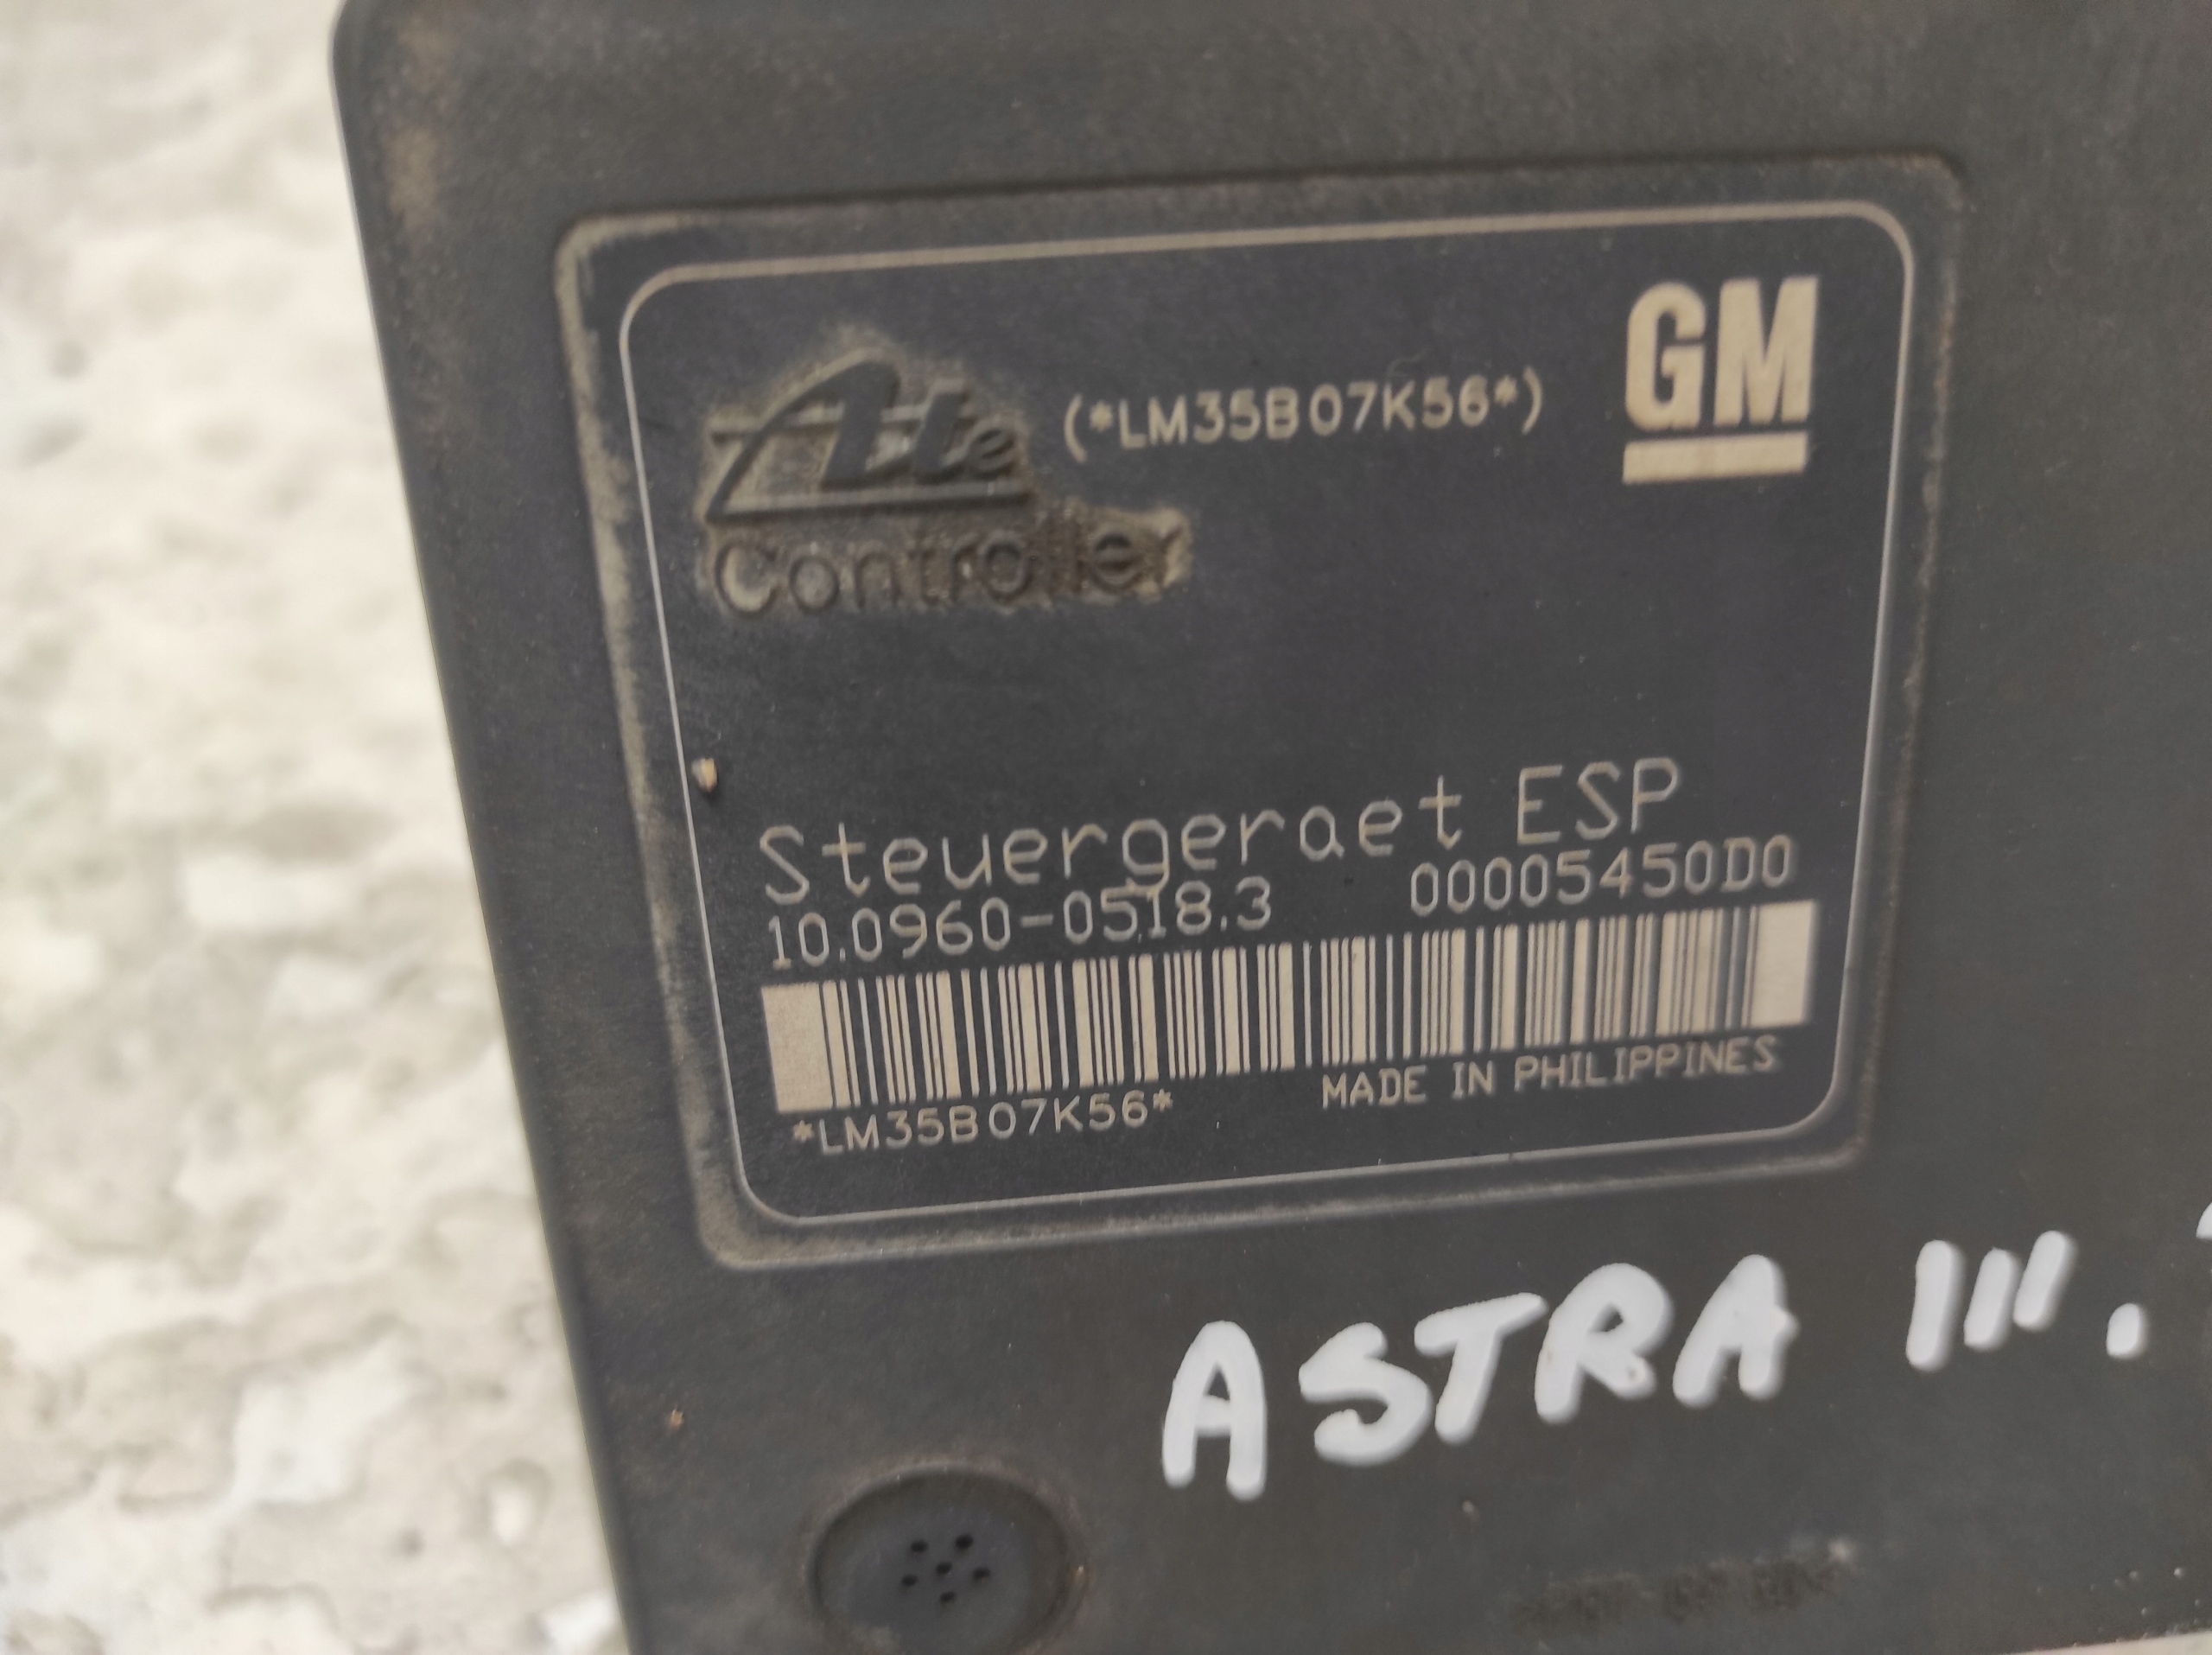 Ate (*LM35B07K56*) GM
Controller
Steuergeraet ESP
10.0960-0518.3 00005450D0
*LM35B07K56* MADE IN PHILIPPINES
ASTRA III.